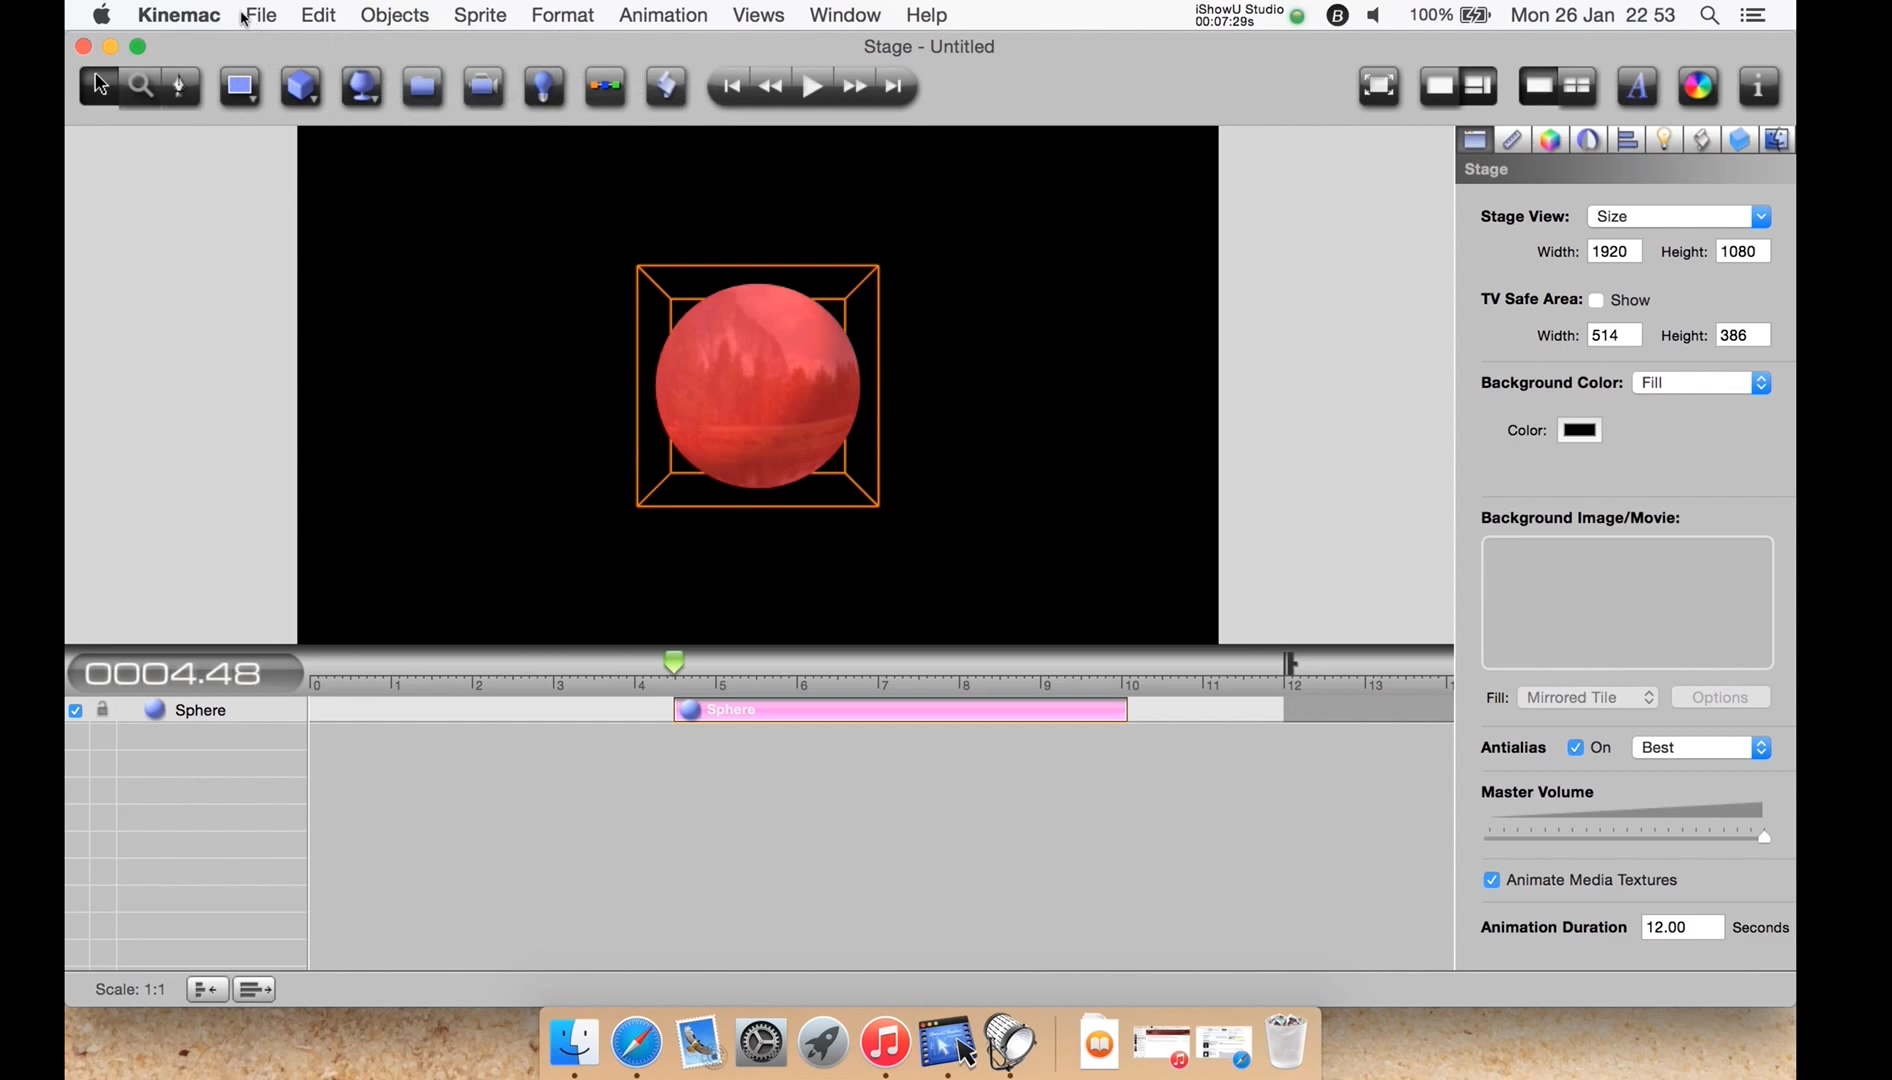 Kinemac File Edit Objects Sprite Format Animation Views Window Help
iShowU Studio
00:07:29s
100% Mon 26 Jan 22 53
Stage - Untitled
Stage
Stage View: Size
Width: 1920 Height: 1080
TV Safe Area: Show
Width: 514 Height: 386
Background Color: Fill
Color:
Background Image/Movie:
Fill: Mirrored Tile Options
Antialias On Best
Master Volume
Animate Media Textures
Animation Duration 12.00 Seconds
0004.48
0 1 2 3 4 5 6 7 8 9 10 11 12 13
Sphere Sphere
Scale: 1:1